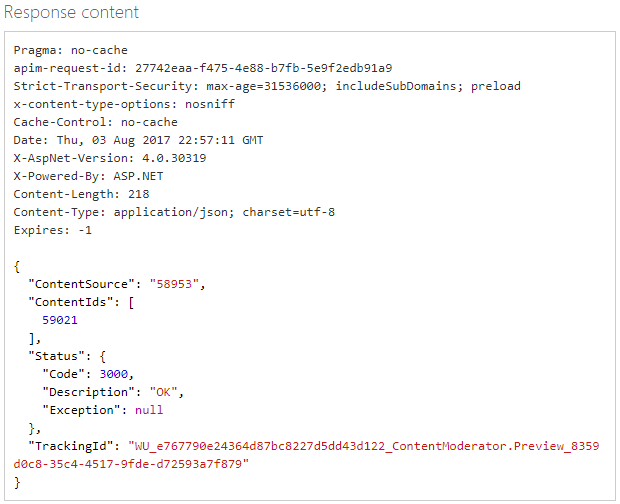 Response content
Pragma: no-cache
apim-request-id: 27742eaa-f475-4e88-b7fb-5e9f2edb91a9
Strict-Transport-Security: max-age=31536000; includeSubDomains; preload
x-content-type-options: nosniff
Cache-Control: no-cache
Date: Thu, 03 Aug 2017 22:57:11 GMT
X-AspNet-Version: 4.0.30319
X-Powered-By: ASP.NET
Content-Length: 218
Content-Type: application/json; charset=utf-8
Expires: -1
{
  "ContentSource": "58953",
  "ContentIds": [
    59021
  ],
  "Status": {
    "Code": 3000,
    "Description": "OK",
    "Exception": null
  },
  "TrackingId": "WU_e767790e24364d87bc8227d5dd43d122_ContentModerator.Preview_8359
d0c8-35c4-4517-9fde-d72593a7f879"
}